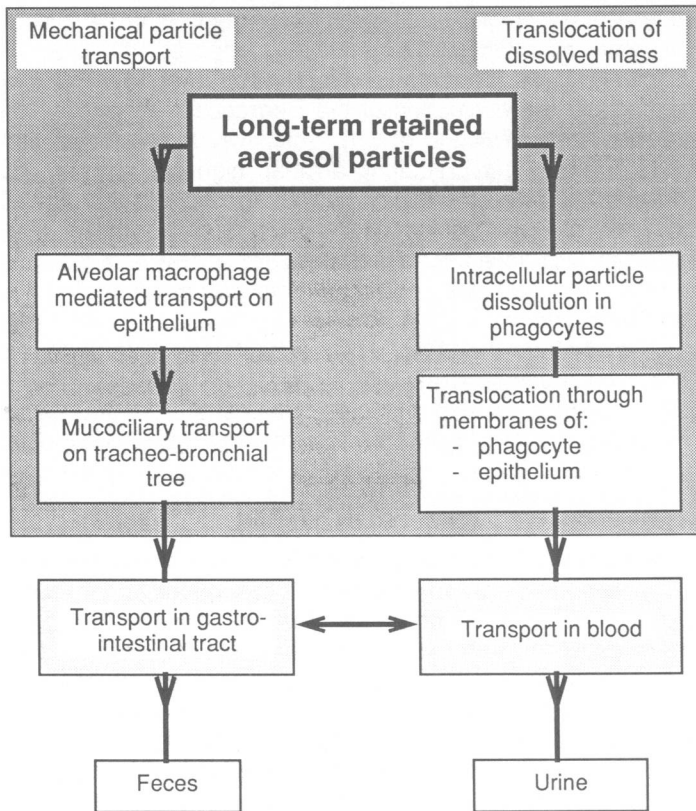 Mechanical particle
transport
Translocation of
dissolved mass
Long-term retained
aerosol particles
Alveolar macrophage
mediated transport on
epithelium
Intracellular particle
dissolution in
phagocytes
Mucociliary transport
on tracheo-bronchial
tree
Translocation through
membranes of:
- phagocyte
- epithelium
Transport in gastro-
intestinal tract
Transport in blood
Feces
Urine